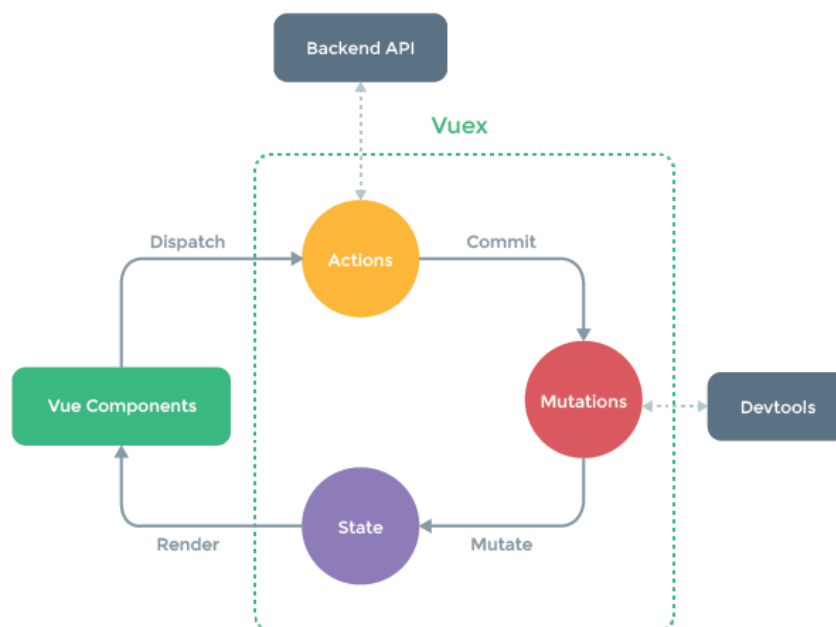 Backend API
Vuex
Dispatch
Commit
Actions
Vue Components
Mutations
Devtools
State
Render
Mutate